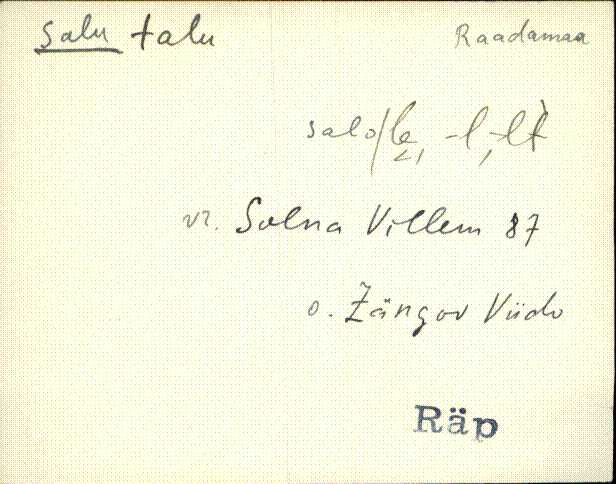 Salu talu Raadamaa
salo/le, -l, -lt
vr. Solna Villem 87
o. Zängov Viido
Räp